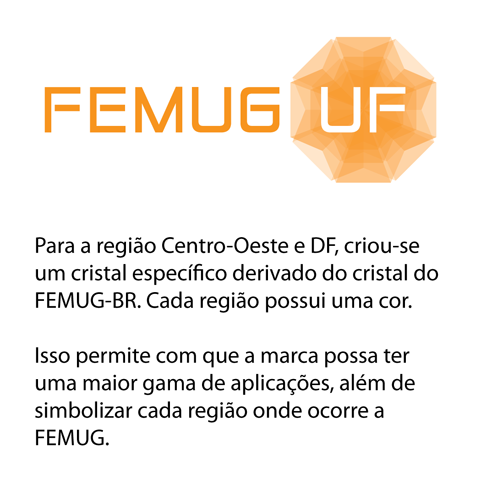 FEMUG UF
Para a região Centro-Oeste e DF, criou-se
um cristal específico derivado do cristal do
FEMUG-BR. Cada região possui uma cor.
Isso permite com que a marca possa ter
uma maior gama de aplicações, além de
simbolizar cada região onde ocorre a
FEMUG.